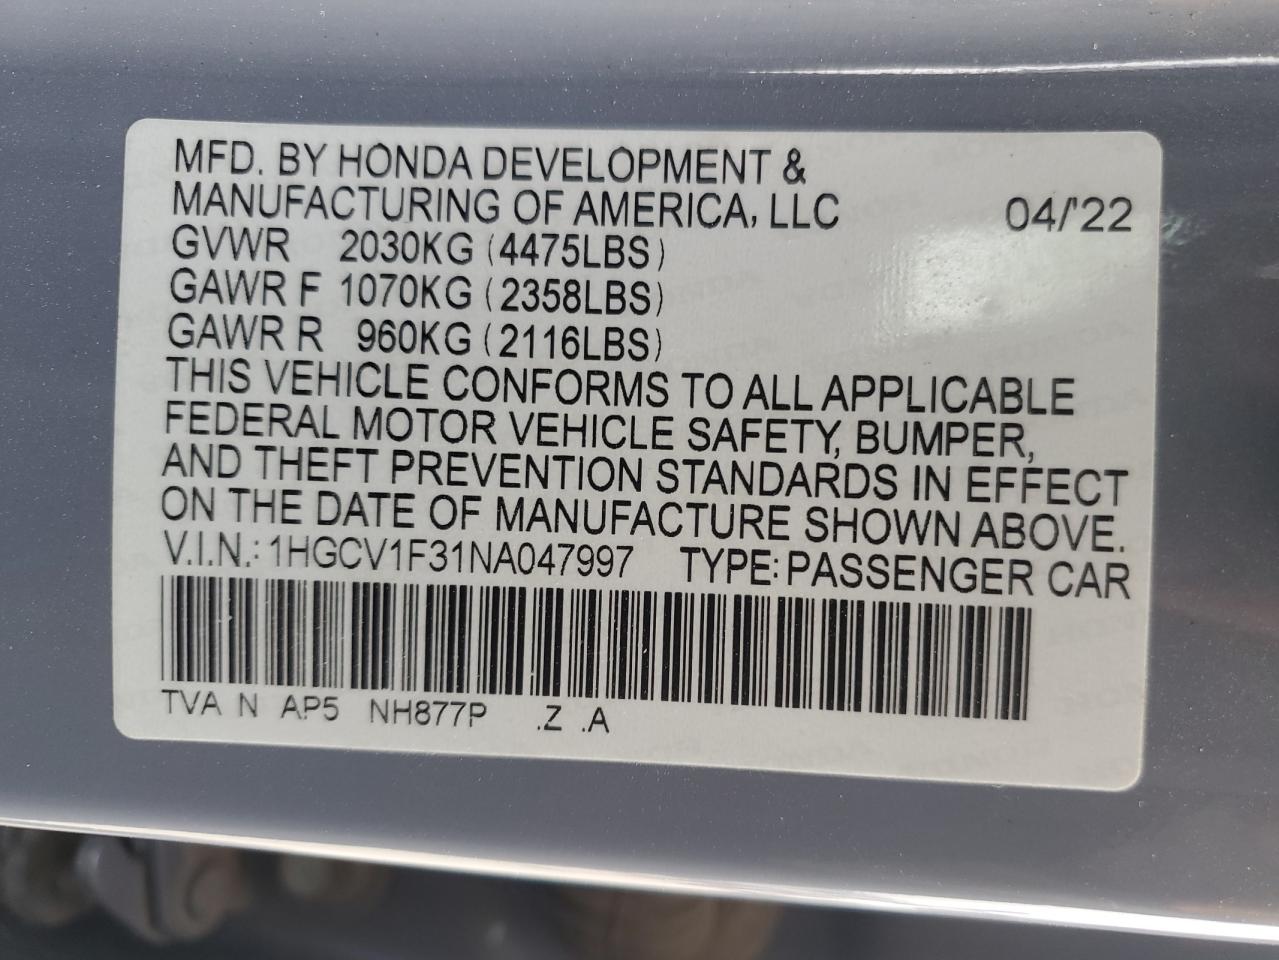 MFD. BY HONDA DEVELOPMENT &
MANUFACTURING OF AMERICA, LLC 04/'22
GVWR 2030KG (4475LBS)
GAWR F 1070KG (2358LBS)
GAWR R 960KG (2116LBS)
THIS VEHICLE CONFORMS TO ALL APPLICABLE
FEDERAL MOTOR VEHICLE SAFETY, BUMPER,
AND THEFT PREVENTION STANDARDS IN EFFECT
ON THE DATE OF MANUFACTURE SHOWN ABOVE.
V.I.N.: 1HGCV1F31NA047997 TYPE: PASSENGER CAR
TVA N AP5 NH877P .Z .A